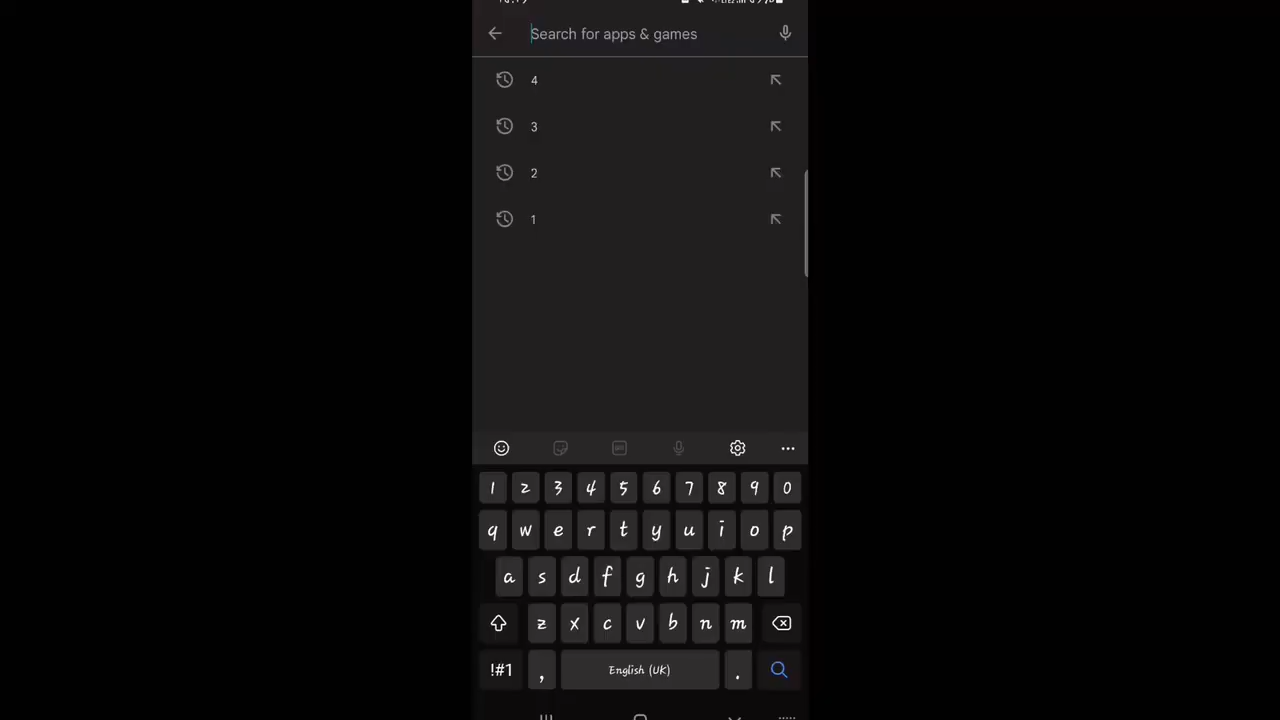 Search for apps & games
4
3
2
1
1 2 3 4 5 6 7 8 9 0
q w e r t y u i o p
a s d f g h j k l
z x c v b n m
!#1 , English (UK) .